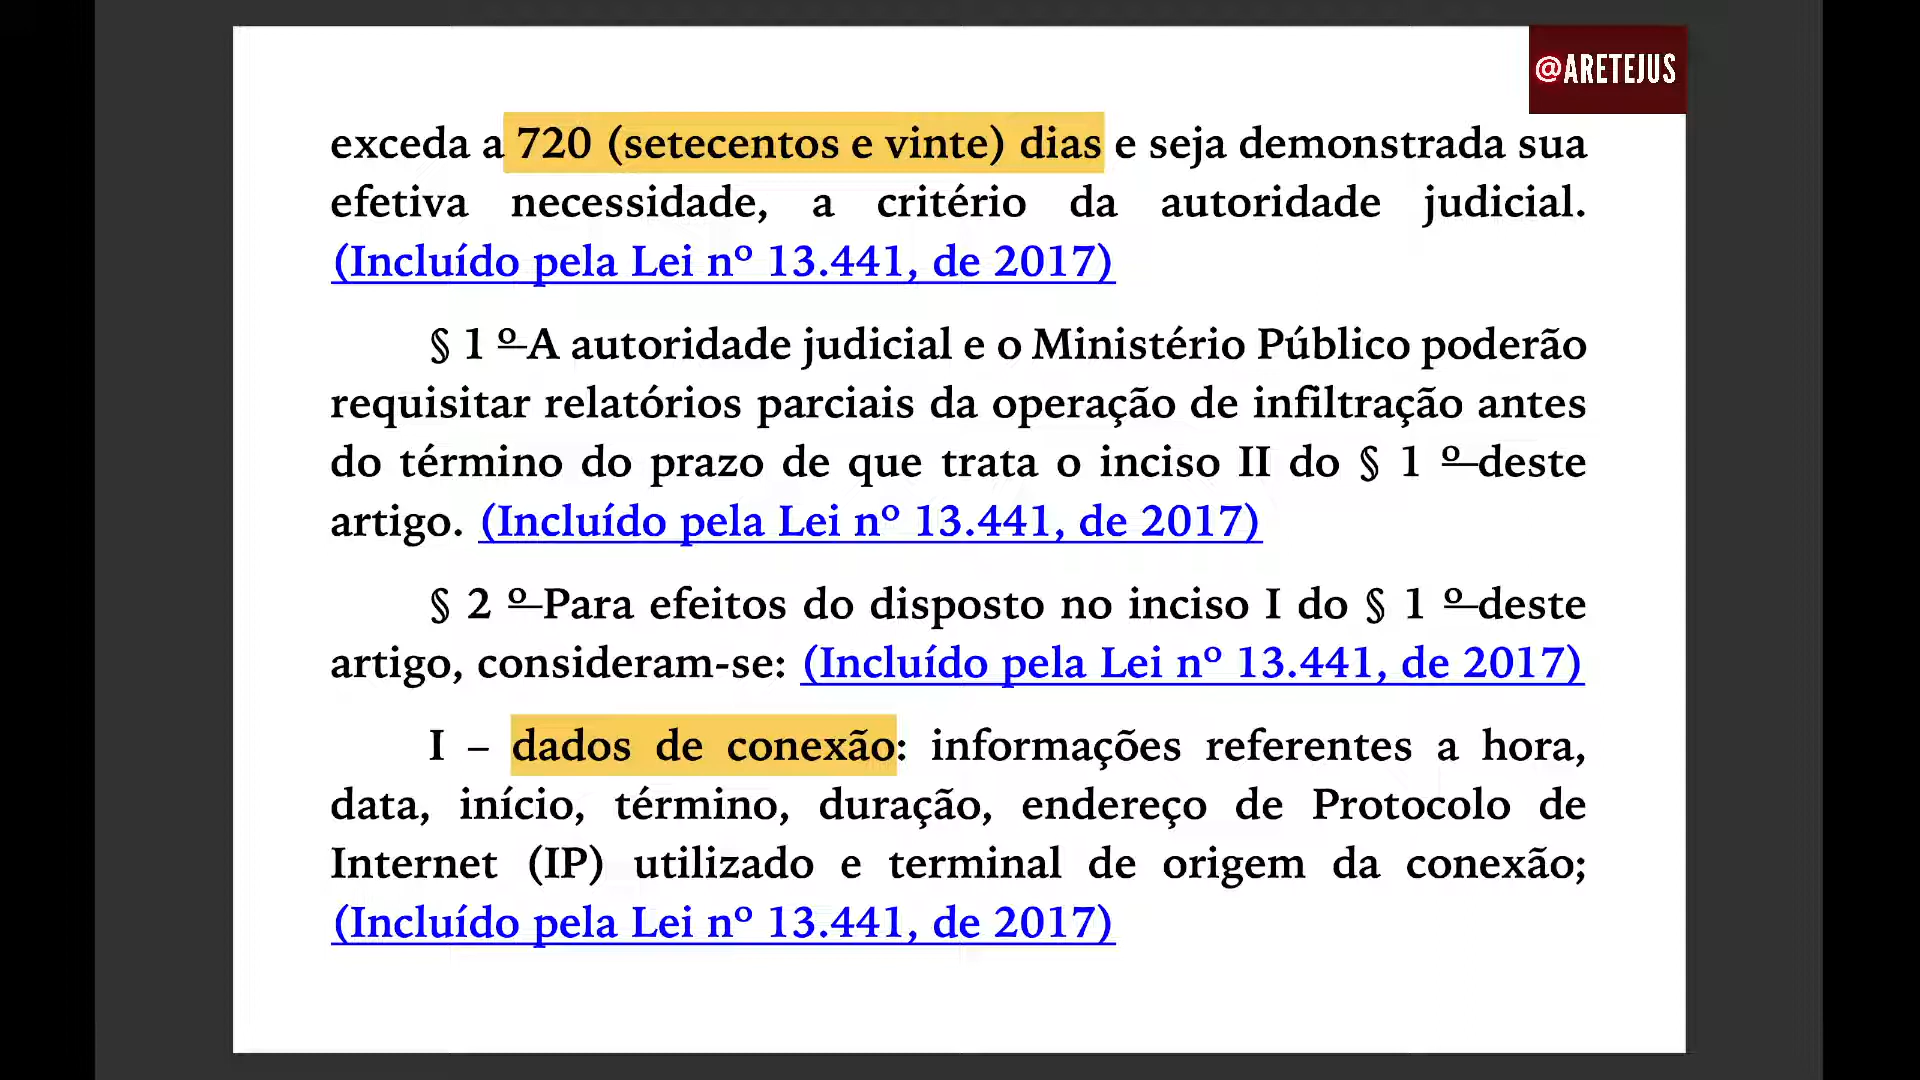 @ARETEJUS
exceda a 720 (setecentos e vinte) dias e seja demonstrada sua
efetiva necessidade, a critério da autoridade judicial.
(Incluído pela Lei nº 13.441, de 2017)
§ 1 º A autoridade judicial e o Ministério Público poderão
requisitar relatórios parciais da operação de infiltração antes
do término do prazo de que trata o inciso II do § 1 º deste
artigo. (Incluído pela Lei nº 13.441, de 2017)
§ 2 º Para efeitos do disposto no inciso I do § 1 º deste
artigo, consideram-se: (Incluído pela Lei nº 13.441, de 2017)
I – dados de conexão: informações referentes a hora,
data, início, término, duração, endereço de Protocolo de
Internet (IP) utilizado e terminal de origem da conexão;
(Incluído pela Lei nº 13.441, de 2017)